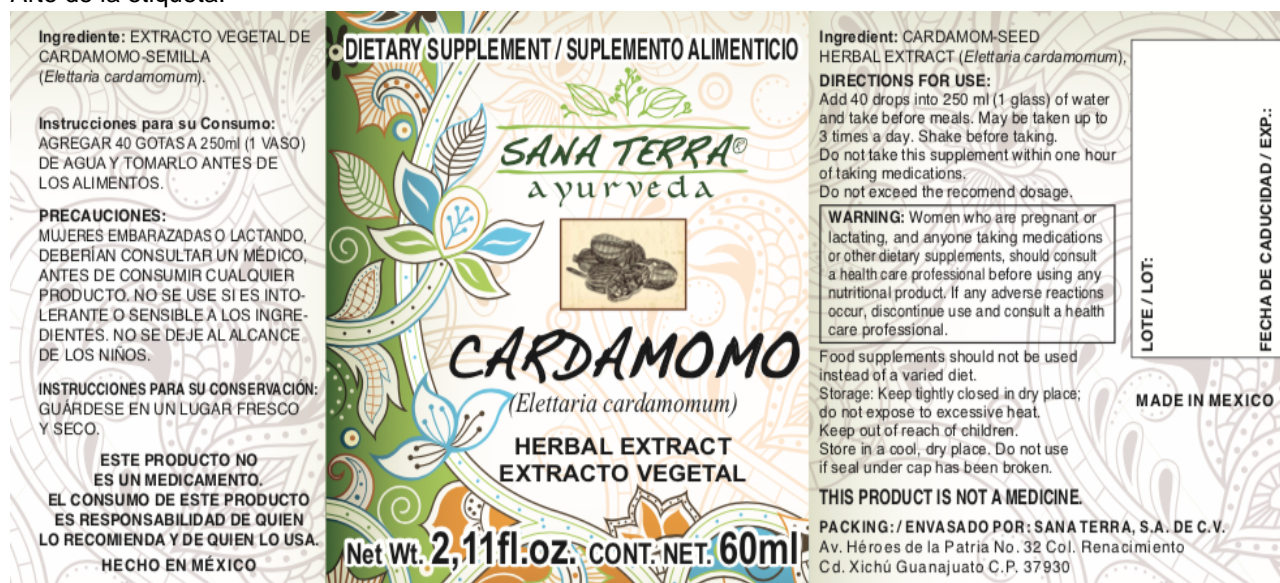 Arte de la etiqueta:
Ingrediente: EXTRACTO VEGETAL DE
CARDAMOMO-SEMILLA
(Elettaria cardamomum).
Instrucciones para su Consumo:
AGREGAR 40 GOTAS A 250ml (1 VASO)
DE AGUA Y TOMARLO ANTES DE
LOS ALIMENTOS.
PRECAUCIONES:
MUJERES EMBARAZADAS O LACTANDO,
DEBERÍAN CONSULTAR UN MÉDICO,
ANTES DE CONSUMIR CUALQUIER
PRODUCTO. NO SE USE SI ES INTO-
LERANTE O SENSIBLE A LOS INGRE-
DIENTES. NO SE DEJE AL ALCANCE
DE LOS NIÑOS.
INSTRUCCIONES PARA SU CONSERVACIÓN:
GUÁRDESE EN UN LUGAR FRESCO
Y SECO.
ESTE PRODUCTO NO
ES UN MEDICAMENTO.
EL CONSUMO DE ESTE PRODUCTO
ES RESPONSABILIDAD DE QUIEN
LO RECOMIENDA Y DE QUIEN LO USA.
HECHO EN MÉXICO
DIETARY SUPPLEMENT / SUPLEMENTO ALIMENTICIO
SANA TERRA®
ayurveda
CARDAMOMO
(Elettaria cardamomum)
HERBAL EXTRACT
EXTRACTO VEGETAL
Net Wt. 2,11fl.oz. CONT. NET. 60ml
Ingredient: CARDAMOM-SEED
HERBAL EXTRACT (Elettaria cardamomum),
DIRECTIONS FOR USE:
Add 40 drops into 250 ml (1 glass) of water
and take before meals. May be taken up to
3 times a day. Shake before taking.
Do not take this supplement within one hour
of taking medications.
Do not exceed the recomend dosage.
WARNING: Women who are pregnant or
lactating, and anyone taking medications
or other dietary supplements, should consult
a health care professional before using any
nutritional product. If any adverse reactions
occur, discontinue use and consult a health
care professional.
Food supplements should not be used
instead of a varied diet.
Storage: Keep tightly closed in dry place;
do not expose to excessive heat.
Keep out of reach of children.
Store in a cool, dry place. Do not use
if seal under cap has been broken.
THIS PRODUCT IS NOT A MEDICINE.
PACKING: / ENVASADO POR: SANA TERRA, S.A. DE C.V.
Av. Héroes de la Patria No. 32 Col. Renacimiento
Cd. Xichú Guanajuato C.P. 37930
LOTE / LOT:
FECHA DE CADUCIDAD / EXP.:
MADE IN MEXICO